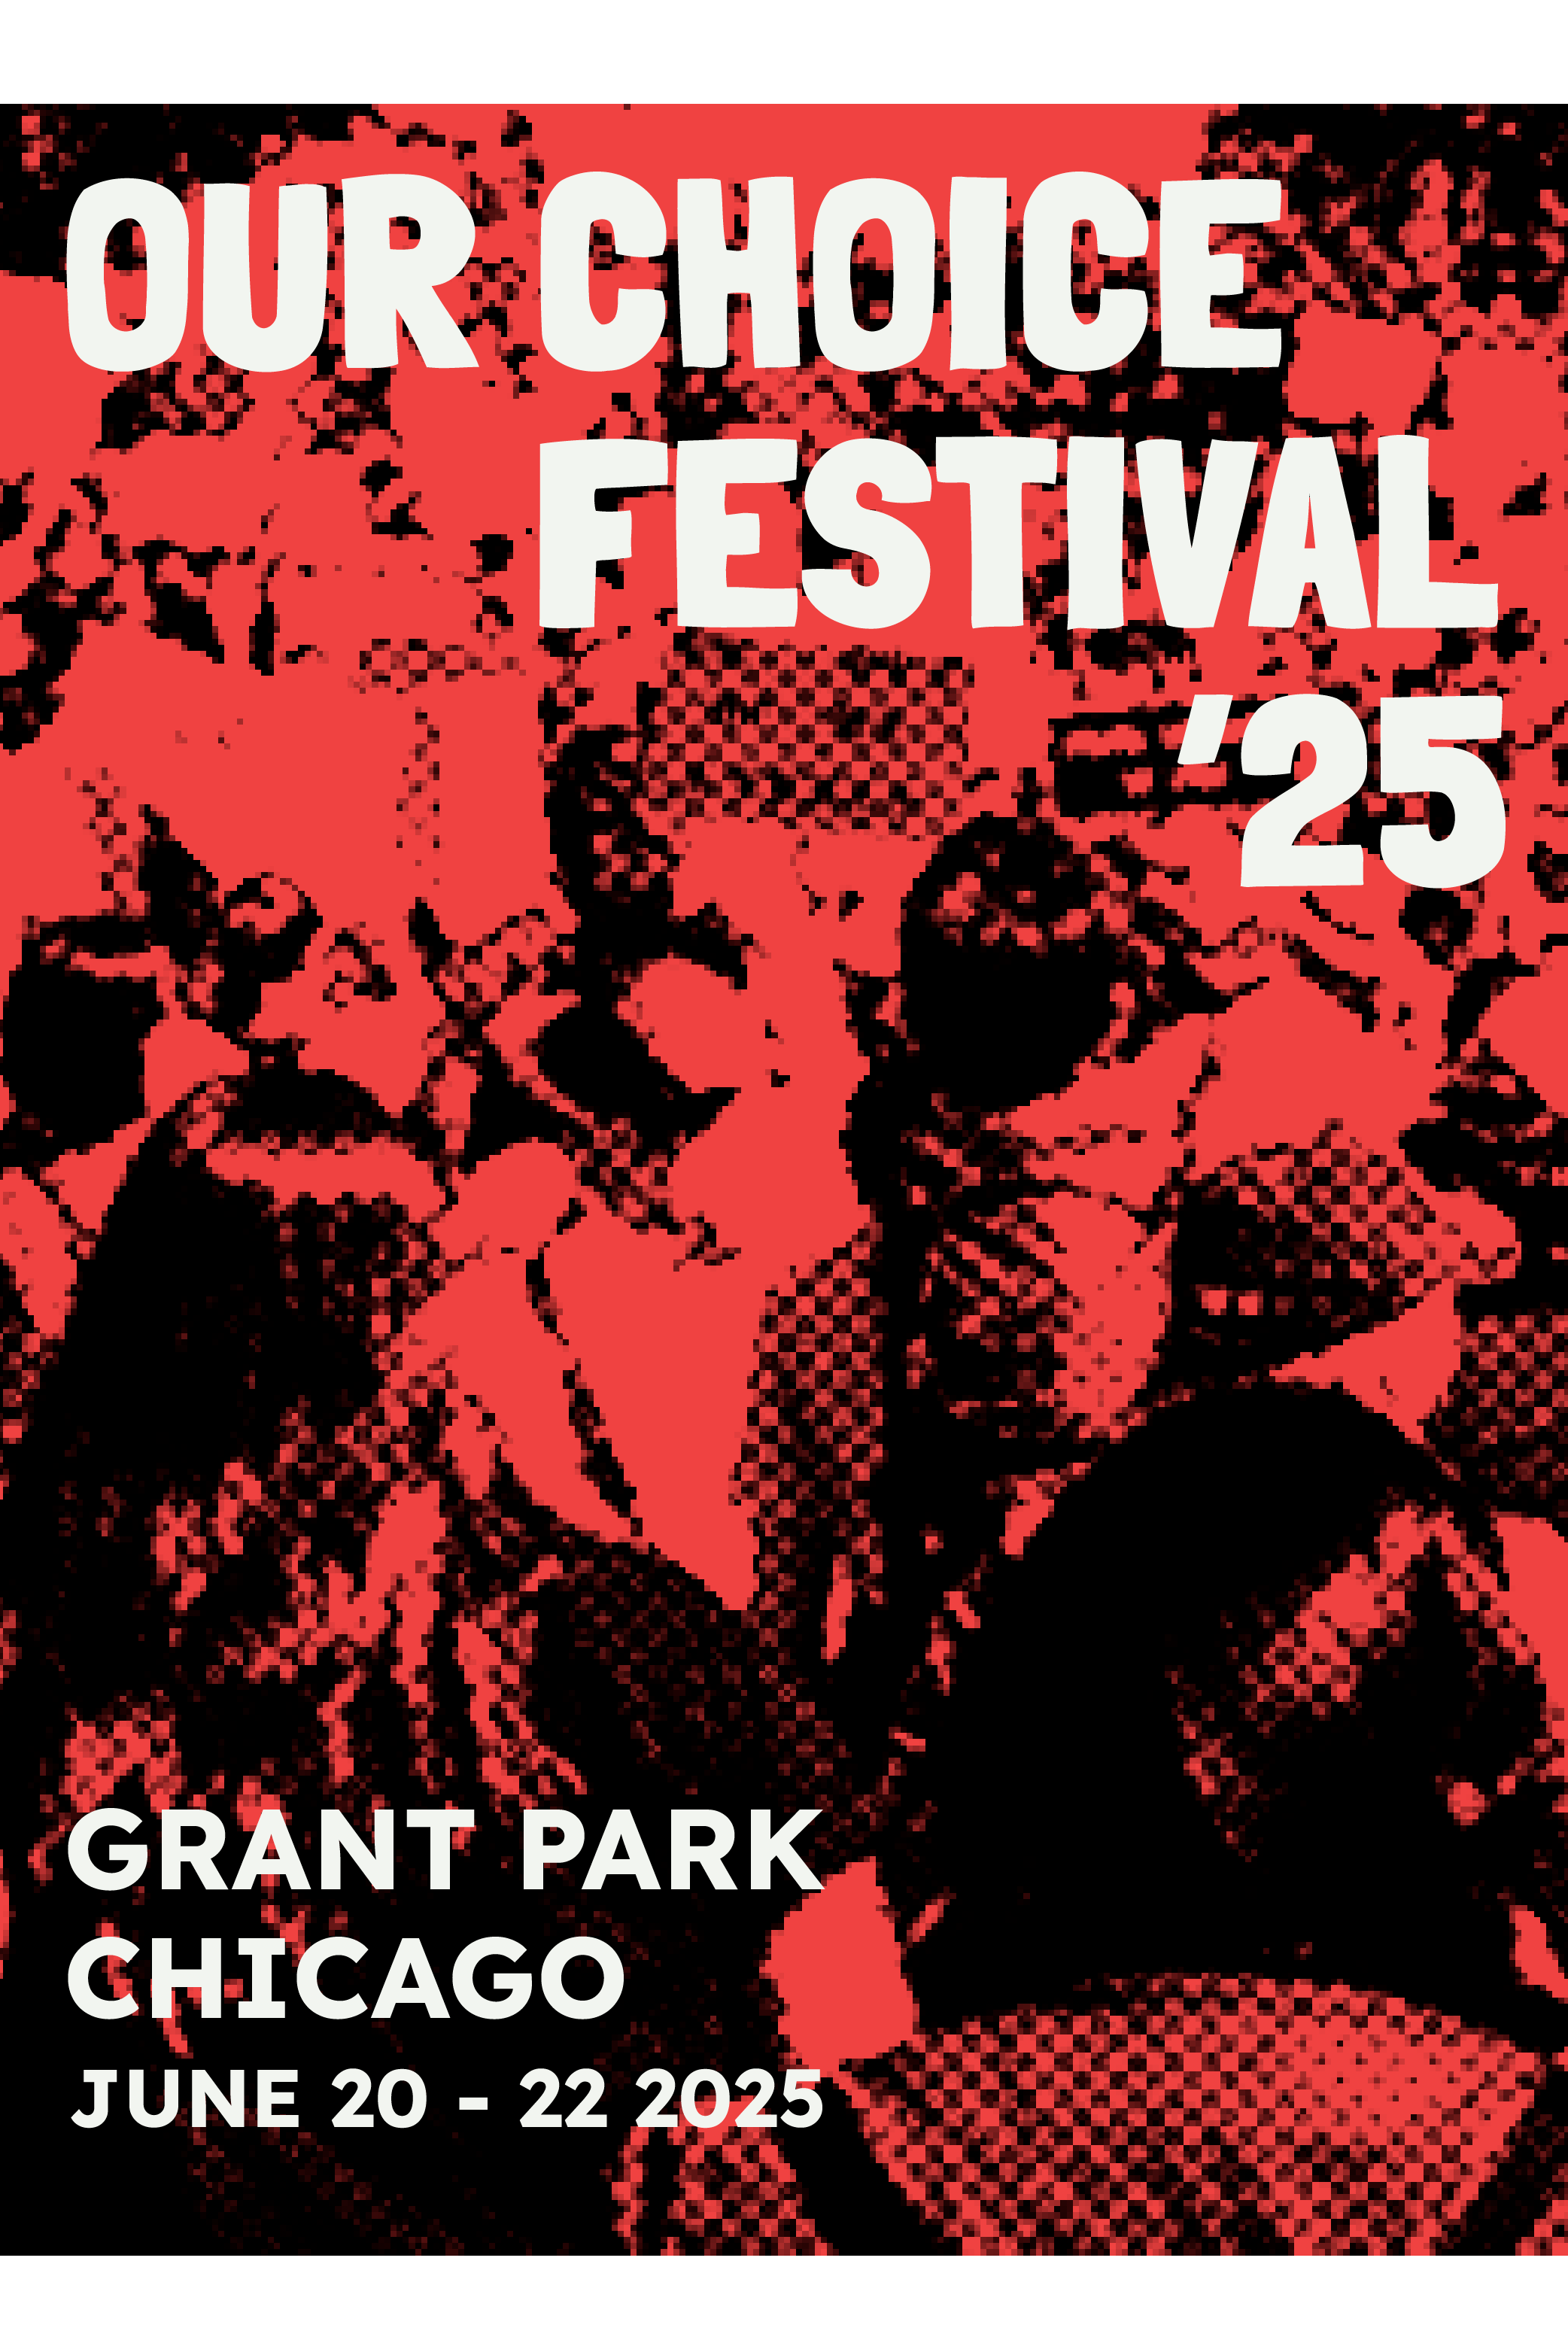 OUR CHOICE
FESTIVAL
’25
GRANT PARK
CHICAGO
JUNE 20 - 22 2025